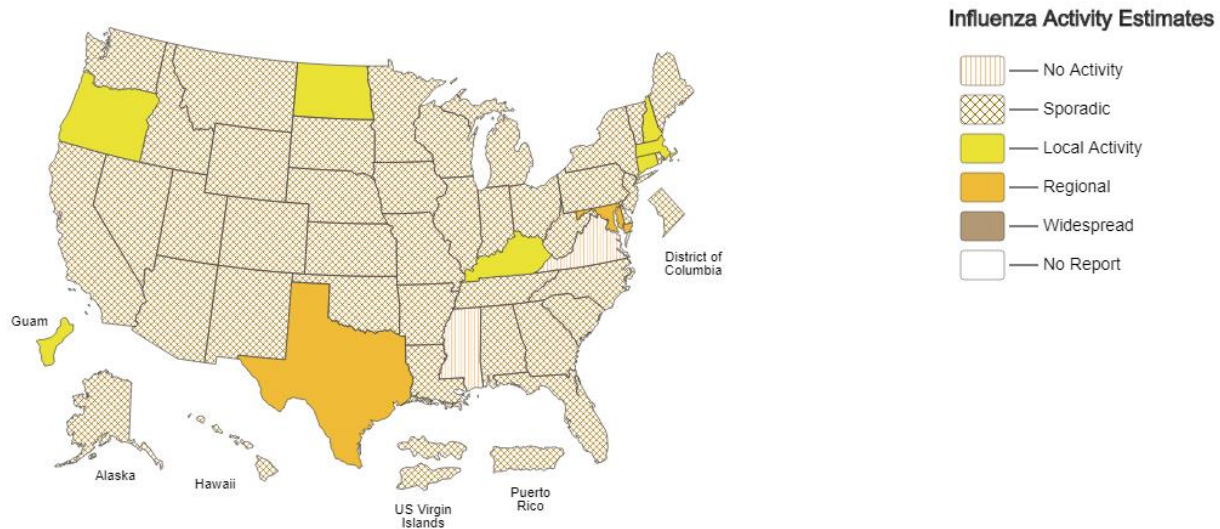 Influenza Activity Estimates
No Activity
Sporadic
Local Activity
Regional
Widespread
No Report
District of
Columbia
Guam
Alaska
Hawaii
US Virgin
Islands
Puerto
Rico